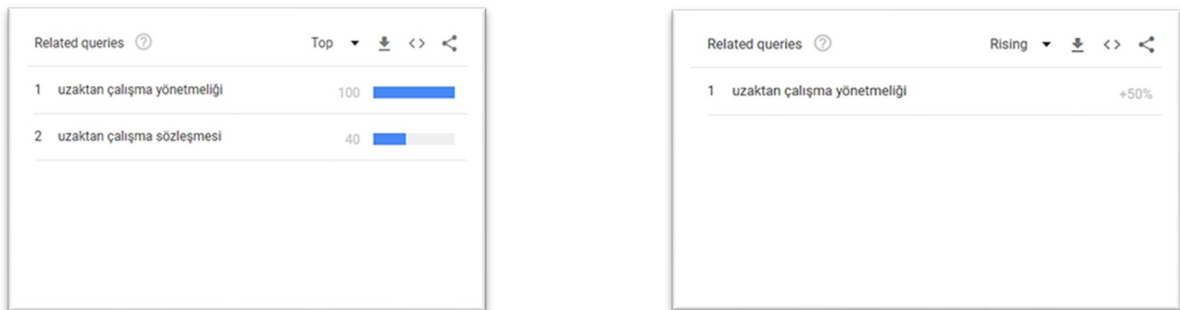 Related queries Top
1 uzaktan çalışma yönetmeliği 100
2 uzaktan çalışma sözleşmesi 40
Related queries Rising
1 uzaktan çalışma yönetmeliği +50%